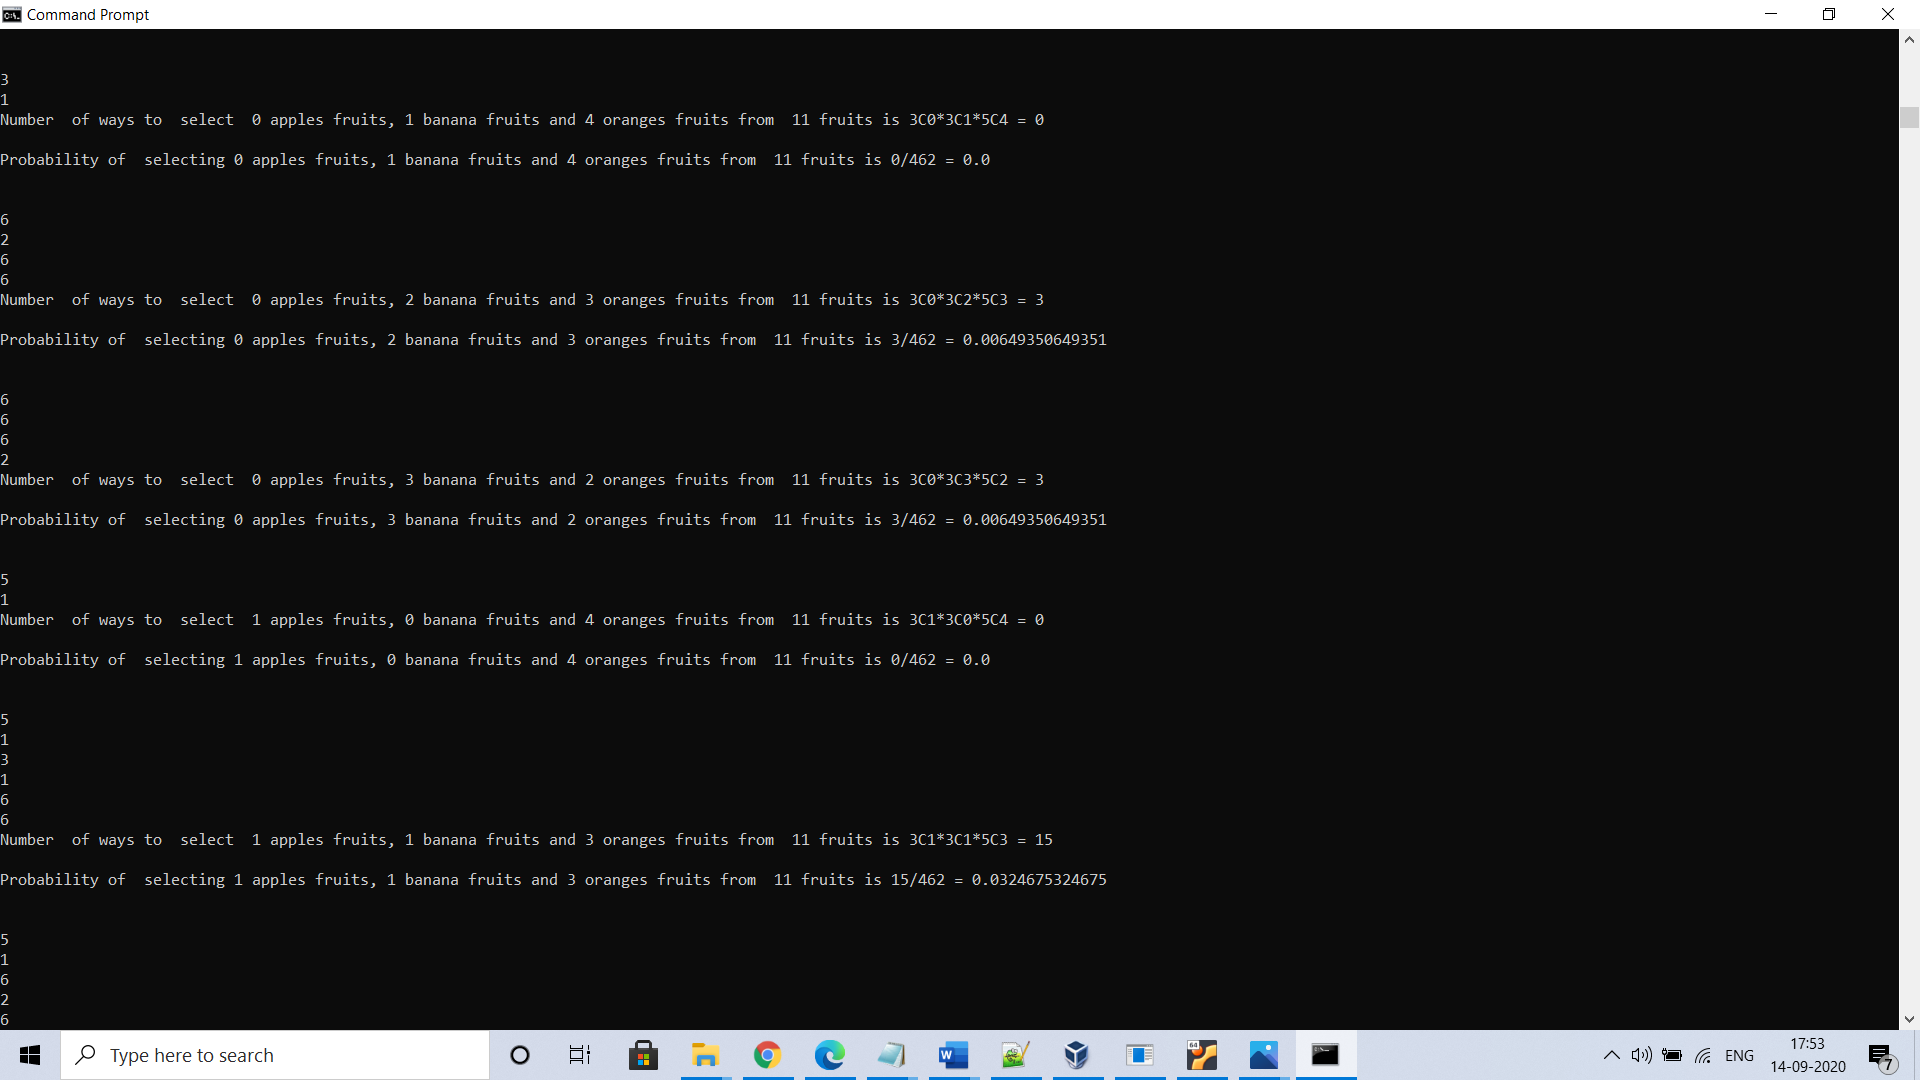 Command Prompt
3
1
Number  of ways to  select  0 apples fruits, 1 banana fruits and 4 oranges fruits from  11 fruits is 3C0*3C1*5C4 = 0
Probability of  selecting 0 apples fruits, 1 banana fruits and 4 oranges fruits from  11 fruits is 0/462 = 0.0
6
2
6
6
Number  of ways to  select  0 apples fruits, 2 banana fruits and 3 oranges fruits from  11 fruits is 3C0*3C2*5C3 = 3
Probability of  selecting 0 apples fruits, 2 banana fruits and 3 oranges fruits from  11 fruits is 3/462 = 0.00649350649351
6
6
6
2
Number  of ways to  select  0 apples fruits, 3 banana fruits and 2 oranges fruits from  11 fruits is 3C0*3C3*5C2 = 3
Probability of  selecting 0 apples fruits, 3 banana fruits and 2 oranges fruits from  11 fruits is 3/462 = 0.00649350649351
5
1
Number  of ways to  select  1 apples fruits, 0 banana fruits and 4 oranges fruits from  11 fruits is 3C1*3C0*5C4 = 0
Probability of  selecting 1 apples fruits, 0 banana fruits and 4 oranges fruits from  11 fruits is 0/462 = 0.0
5
1
3
1
6
6
Number  of ways to  select  1 apples fruits, 1 banana fruits and 3 oranges fruits from  11 fruits is 3C1*3C1*5C3 = 15
Probability of  selecting 1 apples fruits, 1 banana fruits and 3 oranges fruits from  11 fruits is 15/462 = 0.0324675324675
5
1
6
2
6
Type here to search
ENG
17:53
14-09-2020
7